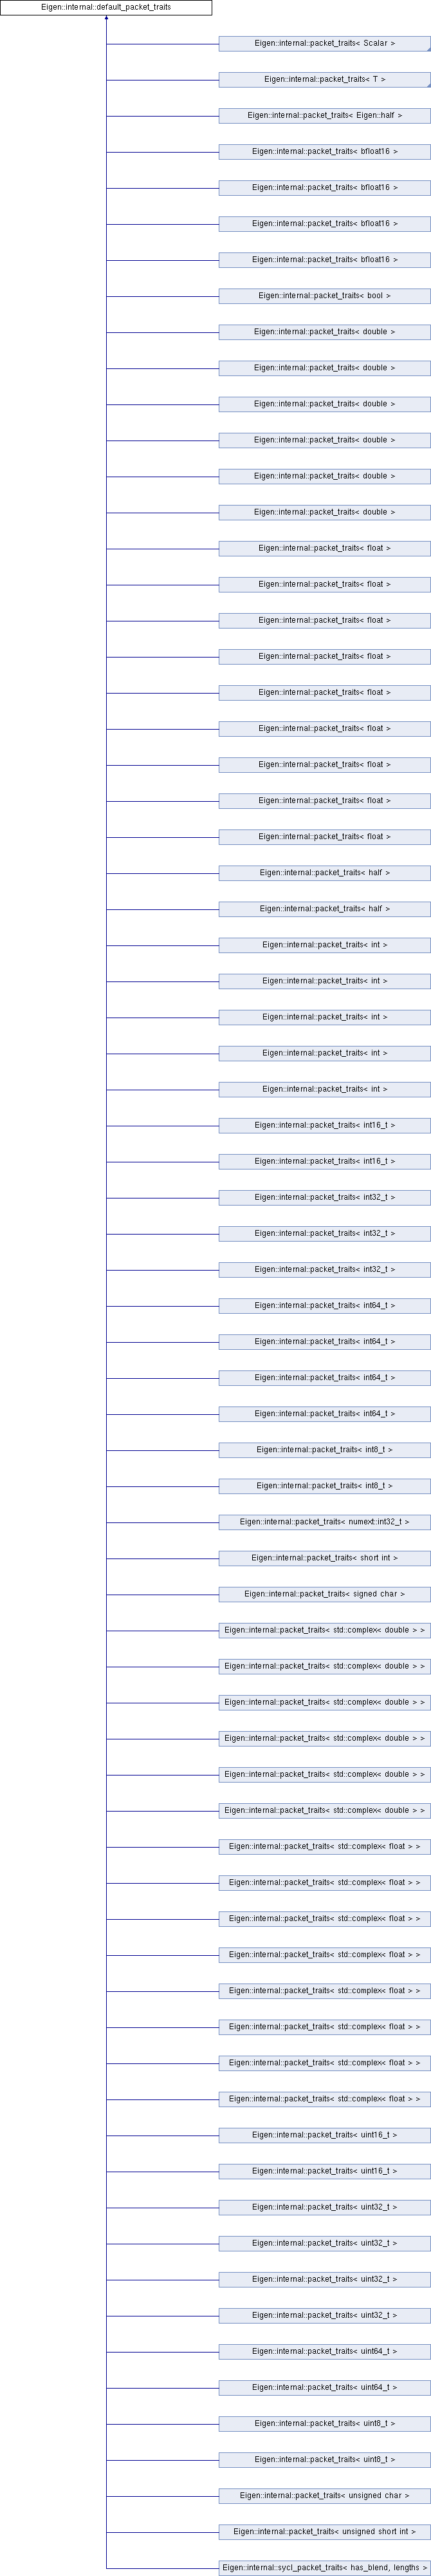 Eigen::internal::default_packet_traits
Eigen::internal::packet_traits< Scalar >
Eigen::internal::packet_traits< T >
Eigen::internal::packet_traits< Eigen::half >
Eigen::internal::packet_traits< bfloat16 >
Eigen::internal::packet_traits< bfloat16 >
Eigen::internal::packet_traits< bfloat16 >
Eigen::internal::packet_traits< bfloat16 >
Eigen::internal::packet_traits< bool >
Eigen::internal::packet_traits< double >
Eigen::internal::packet_traits< double >
Eigen::internal::packet_traits< double >
Eigen::internal::packet_traits< double >
Eigen::internal::packet_traits< double >
Eigen::internal::packet_traits< double >
Eigen::internal::packet_traits< float >
Eigen::internal::packet_traits< float >
Eigen::internal::packet_traits< float >
Eigen::internal::packet_traits< float >
Eigen::internal::packet_traits< float >
Eigen::internal::packet_traits< float >
Eigen::internal::packet_traits< float >
Eigen::internal::packet_traits< float >
Eigen::internal::packet_traits< float >
Eigen::internal::packet_traits< half >
Eigen::internal::packet_traits< half >
Eigen::internal::packet_traits< int >
Eigen::internal::packet_traits< int >
Eigen::internal::packet_traits< int >
Eigen::internal::packet_traits< int >
Eigen::internal::packet_traits< int >
Eigen::internal::packet_traits< int16_t >
Eigen::internal::packet_traits< int16_t >
Eigen::internal::packet_traits< int32_t >
Eigen::internal::packet_traits< int32_t >
Eigen::internal::packet_traits< int32_t >
Eigen::internal::packet_traits< int64_t >
Eigen::internal::packet_traits< int64_t >
Eigen::internal::packet_traits< int64_t >
Eigen::internal::packet_traits< int64_t >
Eigen::internal::packet_traits< int8_t >
Eigen::internal::packet_traits< int8_t >
Eigen::internal::packet_traits< numext::int32_t >
Eigen::internal::packet_traits< short int >
Eigen::internal::packet_traits< signed char >
Eigen::internal::packet_traits< std::complex< double > >
Eigen::internal::packet_traits< std::complex< double > >
Eigen::internal::packet_traits< std::complex< double > >
Eigen::internal::packet_traits< std::complex< double > >
Eigen::internal::packet_traits< std::complex< double > >
Eigen::internal::packet_traits< std::complex< double > >
Eigen::internal::packet_traits< std::complex< float > >
Eigen::internal::packet_traits< std::complex< float > >
Eigen::internal::packet_traits< std::complex< float > >
Eigen::internal::packet_traits< std::complex< float > >
Eigen::internal::packet_traits< std::complex< float > >
Eigen::internal::packet_traits< std::complex< float > >
Eigen::internal::packet_traits< std::complex< float > >
Eigen::internal::packet_traits< std::complex< float > >
Eigen::internal::packet_traits< uint16_t >
Eigen::internal::packet_traits< uint16_t >
Eigen::internal::packet_traits< uint32_t >
Eigen::internal::packet_traits< uint32_t >
Eigen::internal::packet_traits< uint32_t >
Eigen::internal::packet_traits< uint32_t >
Eigen::internal::packet_traits< uint64_t >
Eigen::internal::packet_traits< uint64_t >
Eigen::internal::packet_traits< uint8_t >
Eigen::internal::packet_traits< uint8_t >
Eigen::internal::packet_traits< unsigned char >
Eigen::internal::packet_traits< unsigned short int >
Eigen::internal::sycl_packet_traits< has_blend, lengths >